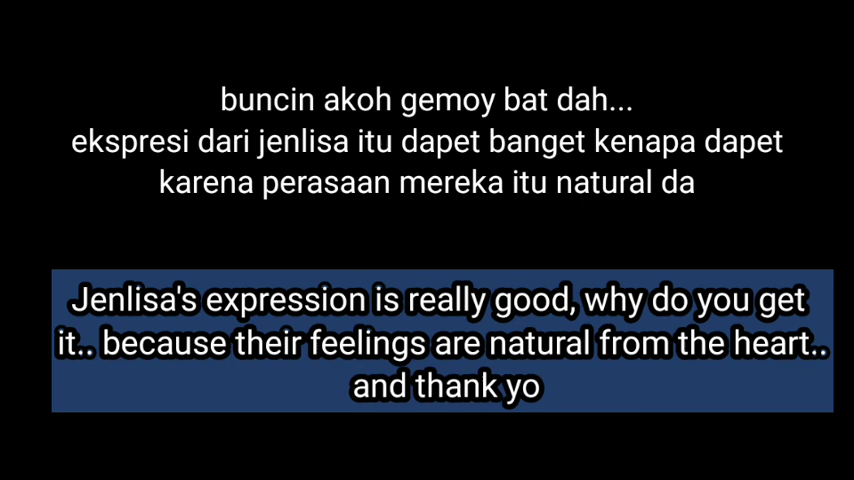 buncin akoh gemoy bat dah...
ekspresi dari jenlisa itu dapet banget kenapa dapet
karena perasaan mereka itu natural da
Jenlisa's expression is really good, why do you get
it.. because their feelings are natural from the heart..
and thank yo